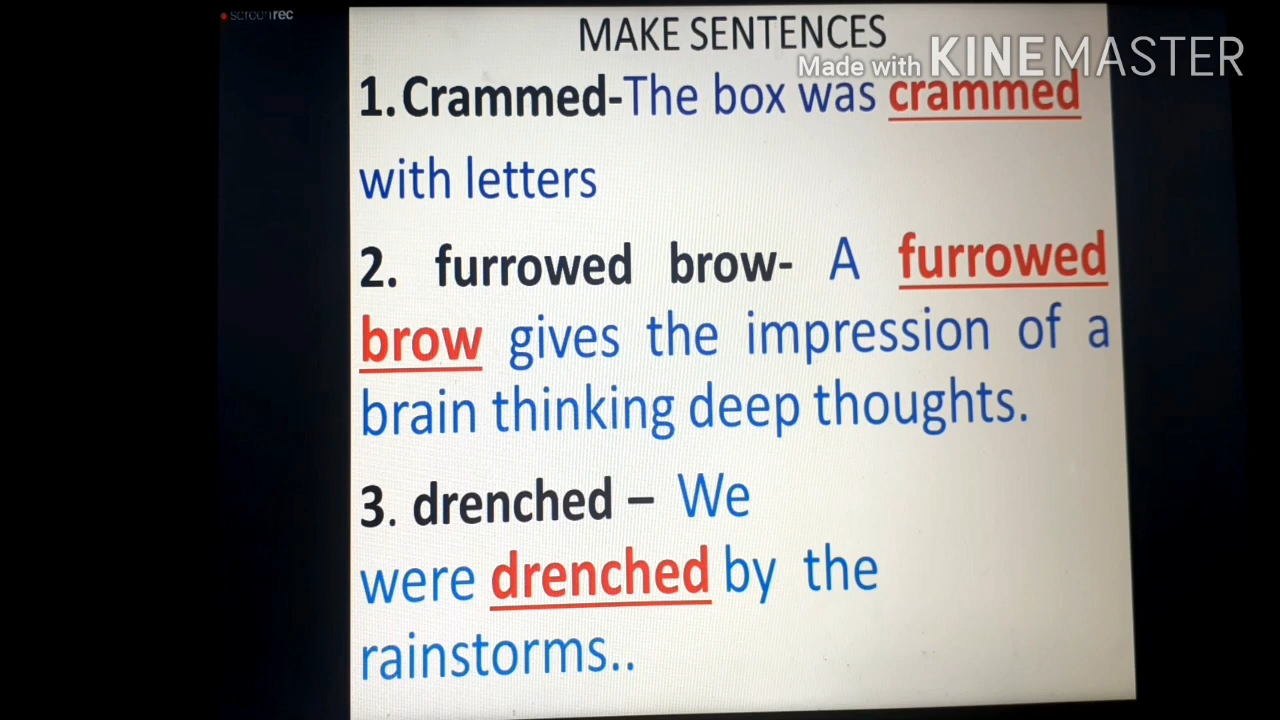 screenrec
MAKE SENTENCES
Made with KINEMASTER
1. Crammed-The box was crammed
with letters
2. furrowed brow- A furrowed
brow gives the impression of a
brain thinking deep thoughts.
3. drenched – We
were drenched by the
rainstorms..